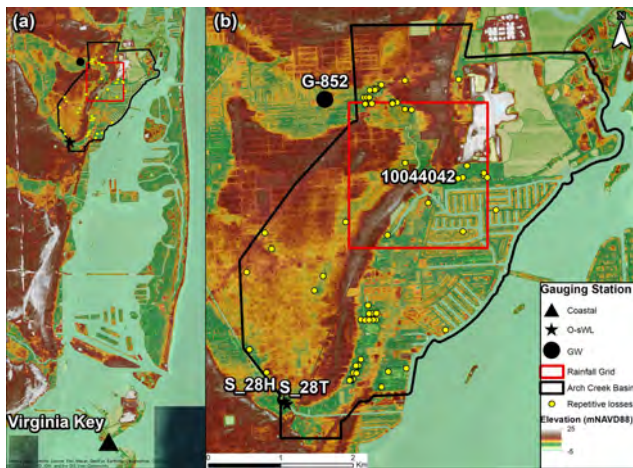 (a)
Virginia Key
(b)
N
G-852
10044042
S_28H
S_28T
0 1 2
Km
Gauging Station
Coastal
O-sWL
GW
Rainfall Grid
Arch Creek Basin
Repetitive losses
Elevation (mNAVD88)
25
-5